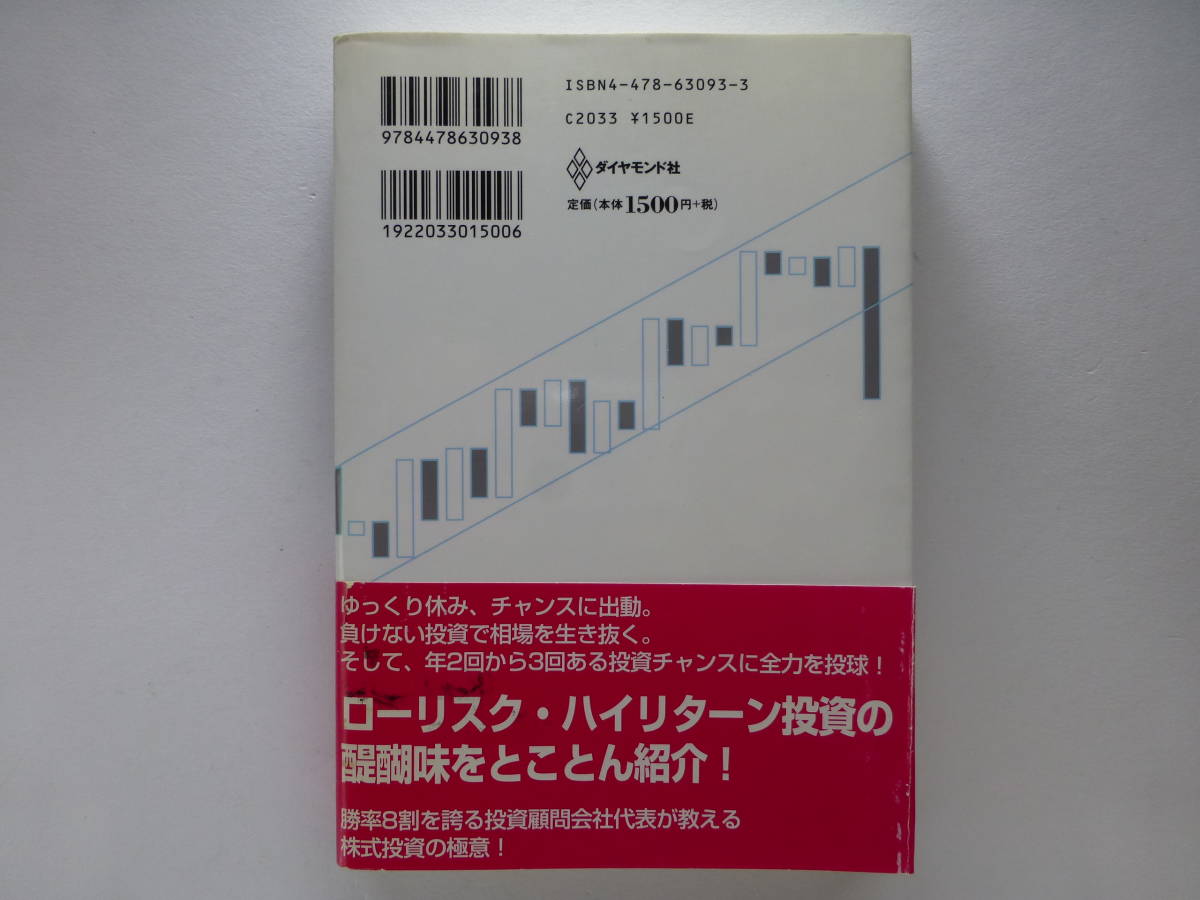 9784478630938
1922033015006
ISBN4-478-63093-3
C2033 ¥1500E
ダイヤモンド社
定価(本体1500円+税)
ゆっくり休み、チャンスに出動。
負けない投資で相場を生き抜く。
そして、年2回から3回ある投資チャンスに全力を投球!
ローリスク・ハイリターン投資の
醍醐味をとことん紹介!
勝率8割を誇る投資顧問会社代表が教える
株式投資の極意!